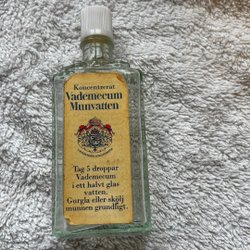 Koncentrerat
Vademecum
Munvatten
Tag 5 droppar
Vademecum
i ett halvt glas
vatten.
Gurgla eller skölj
munnen grundligt.